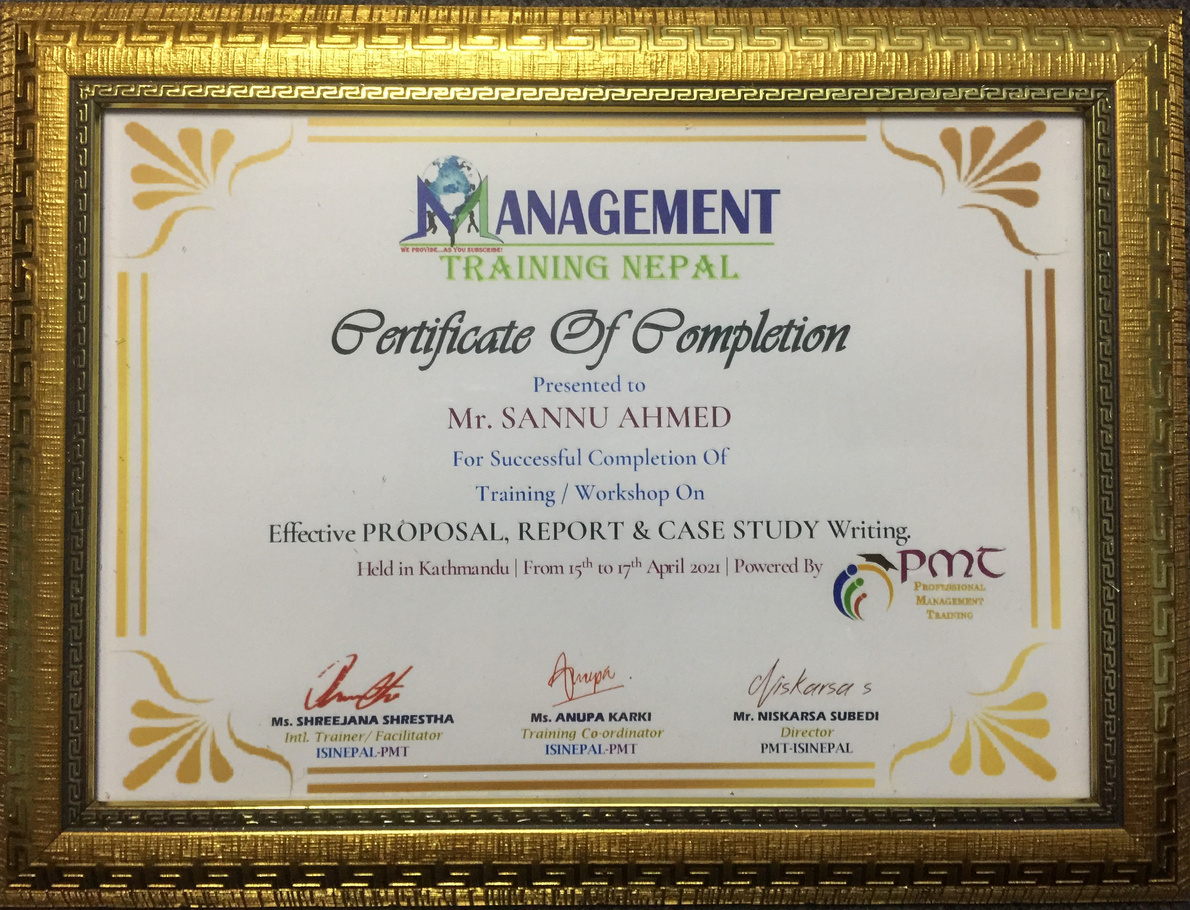 MANAGEMENT
WE PROVIDE...AS YOU SUBSCRIBE!
TRAINING NEPAL
Certificate Of Completion
Presented to
Mr. SANNU AHMED
For Successful Completion Of
Training / Workshop On
Effective PROPOSAL, REPORT & CASE STUDY Writing.
Held in Kathmandu | From 15th to 17th April 2021 | Powered By
PMT
PROFESSIONAL
MANAGEMENT
TRAINING
Anupa
Niskarsa s
Ms. SHREEJANA SHRESTHA
Intl. Trainer/ Facilitator
ISINEPAL-PMT
Ms. ANUPA KARKI
Training Co-ordinator
ISINEPAL-PMT
Mr. NISKARSA SUBEDI
Director
PMT-ISINEPAL